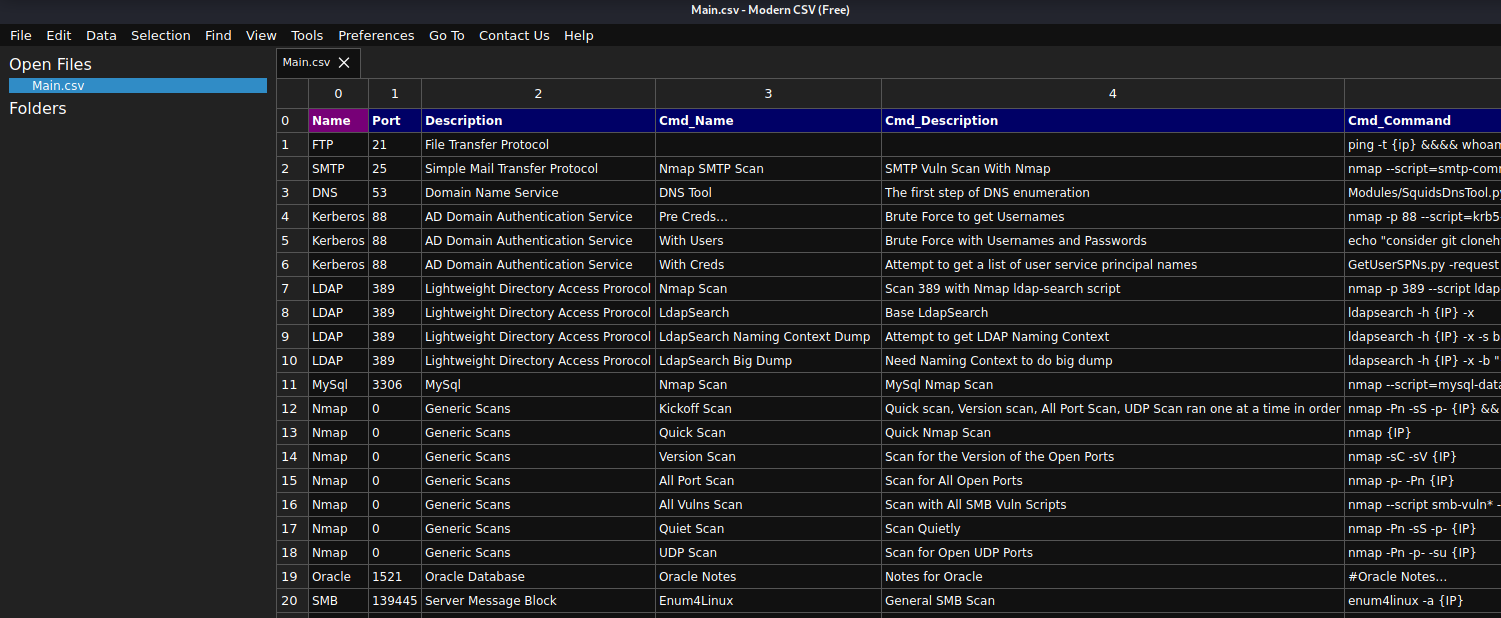 Main.csv - Modern CSV (Free)
File Edit Data Selection Find View Tools Preferences Go To Contact Us Help
Open Files
Main.csv
Folders
Main.csv
0 1 2 3 4
0 Name Port Description Cmd_Name Cmd_Description Cmd_Command
1 FTP 21 File Transfer Protocol ping -t {ip} &&&& whoam
2 SMTP 25 Simple Mail Transfer Protocol Nmap SMTP Scan SMTP Vuln Scan With Nmap nmap --script=smtp-com
3 DNS 53 Domain Name Service DNS Tool The first step of DNS enumeration Modules/SquidsDnsTool.py
4 Kerberos 88 AD Domain Authentication Service Pre Creds... Brute Force to get Usernames nmap -p 88 --script=krb5-
5 Kerberos 88 AD Domain Authentication Service With Users Brute Force with Usernames and Passwords echo "consider git cloneh
6 Kerberos 88 AD Domain Authentication Service With Creds Attempt to get a list of user service principal names GetUserSPNs.py -request
7 LDAP 389 Lightweight Directory Access Prorocol Nmap Scan Scan 389 with Nmap ldap-search script nmap -p 389 --script ldap
8 LDAP 389 Lightweight Directory Access Prorocol LdapSearch Base LdapSearch ldapsearch -h {IP} -x
9 LDAP 389 Lightweight Directory Access Prorocol LdapSearch Naming Context Dump Attempt to get LDAP Naming Context ldapsearch -h {IP} -x -s b
10 LDAP 389 Lightweight Directory Access Prorocol LdapSearch Big Dump Need Naming Context to do big dump ldapsearch -h {IP} -x -b "
11 MySql 3306 MySql Nmap Scan MySql Nmap Scan nmap --script=mysql-data
12 Nmap 0 Generic Scans Kickoff Scan Quick scan, Version scan, All Port Scan, UDP Scan ran one at a time in order nmap -Pn -sS -p- {IP} &&
13 Nmap 0 Generic Scans Quick Scan Quick Nmap Scan nmap {IP}
14 Nmap 0 Generic Scans Version Scan Scan for the Version of the Open Ports nmap -sC -sV {IP}
15 Nmap 0 Generic Scans All Port Scan Scan for All Open Ports nmap -p- -Pn {IP}
16 Nmap 0 Generic Scans All Vulns Scan Scan with All SMB Vuln Scripts nmap --script smb-vuln* -
17 Nmap 0 Generic Scans Quiet Scan Scan Quietly nmap -Pn -sS -p- {IP}
18 Nmap 0 Generic Scans UDP Scan Scan for Open UDP Ports nmap -Pn -p- -su {IP}
19 Oracle 1521 Oracle Database Oracle Notes Notes for Oracle #Oracle Notes...
20 SMB 139445 Server Message Block Enum4Linux General SMB Scan enum4linux -a {IP}